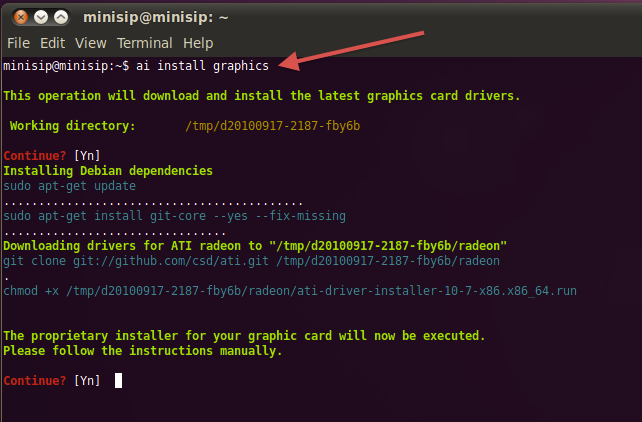 minisip@minisip: ~
File Edit View Terminal Help
minisip@minisip:~$ ai install graphics
This operation will download and install the latest graphics card drivers.
Working directory: /tmp/d20100917-2187-fby6b
Continue? [Yn]
Installing Debian dependencies
sudo apt-get update
...........................................
sudo apt-get install git-core --yes --fix-missing
................................
Downloading drivers for ATI radeon to "/tmp/d20100917-2187-fby6b/radeon"
git clone git://github.com/csd/ati.git /tmp/d20100917-2187-fby6b/radeon
.
chmod +x /tmp/d20100917-2187-fby6b/radeon/ati-driver-installer-10-7-x86.x86_64.run
The proprietary installer for your graphic card will now be executed.
Please follow the instructions manually.
Continue? [Yn]